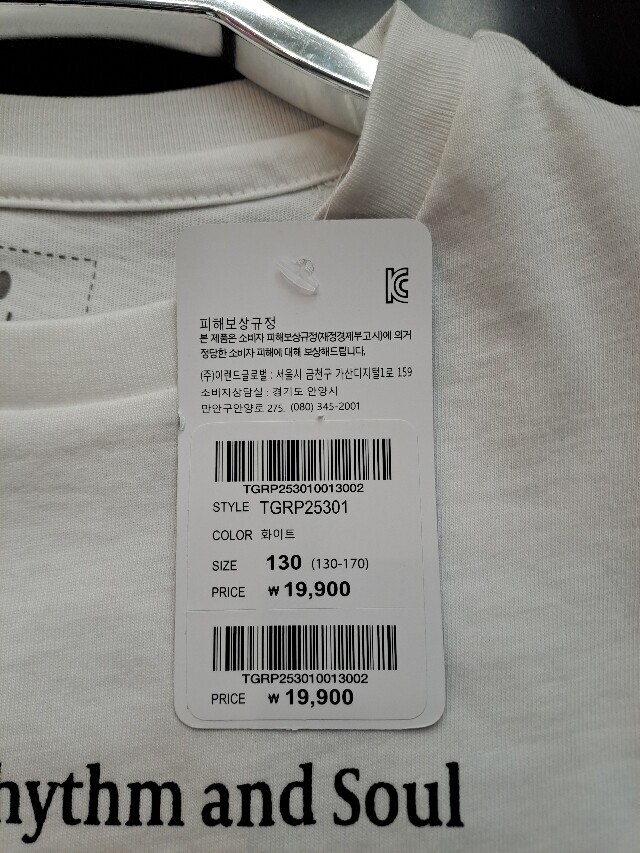 피해보상규정
본 제품은 소비자 피해보상규정(재정경제부고시)에 의거
정당한 소비자 피해에 대해 보상해드립니다.
(주)이랜드글로벌 : 서울시 금천구 가산디지털1로 159
소비자상담실 : 경기도 안양시
만안구안양로 275. (080) 345-2001
TGRP253010013002
STYLE TGRP25301
COLOR 화이트
SIZE 130 (130-170)
PRICE ₩ 19,900
TGRP253010013002
PRICE ₩ 19,900
hythm and Soul